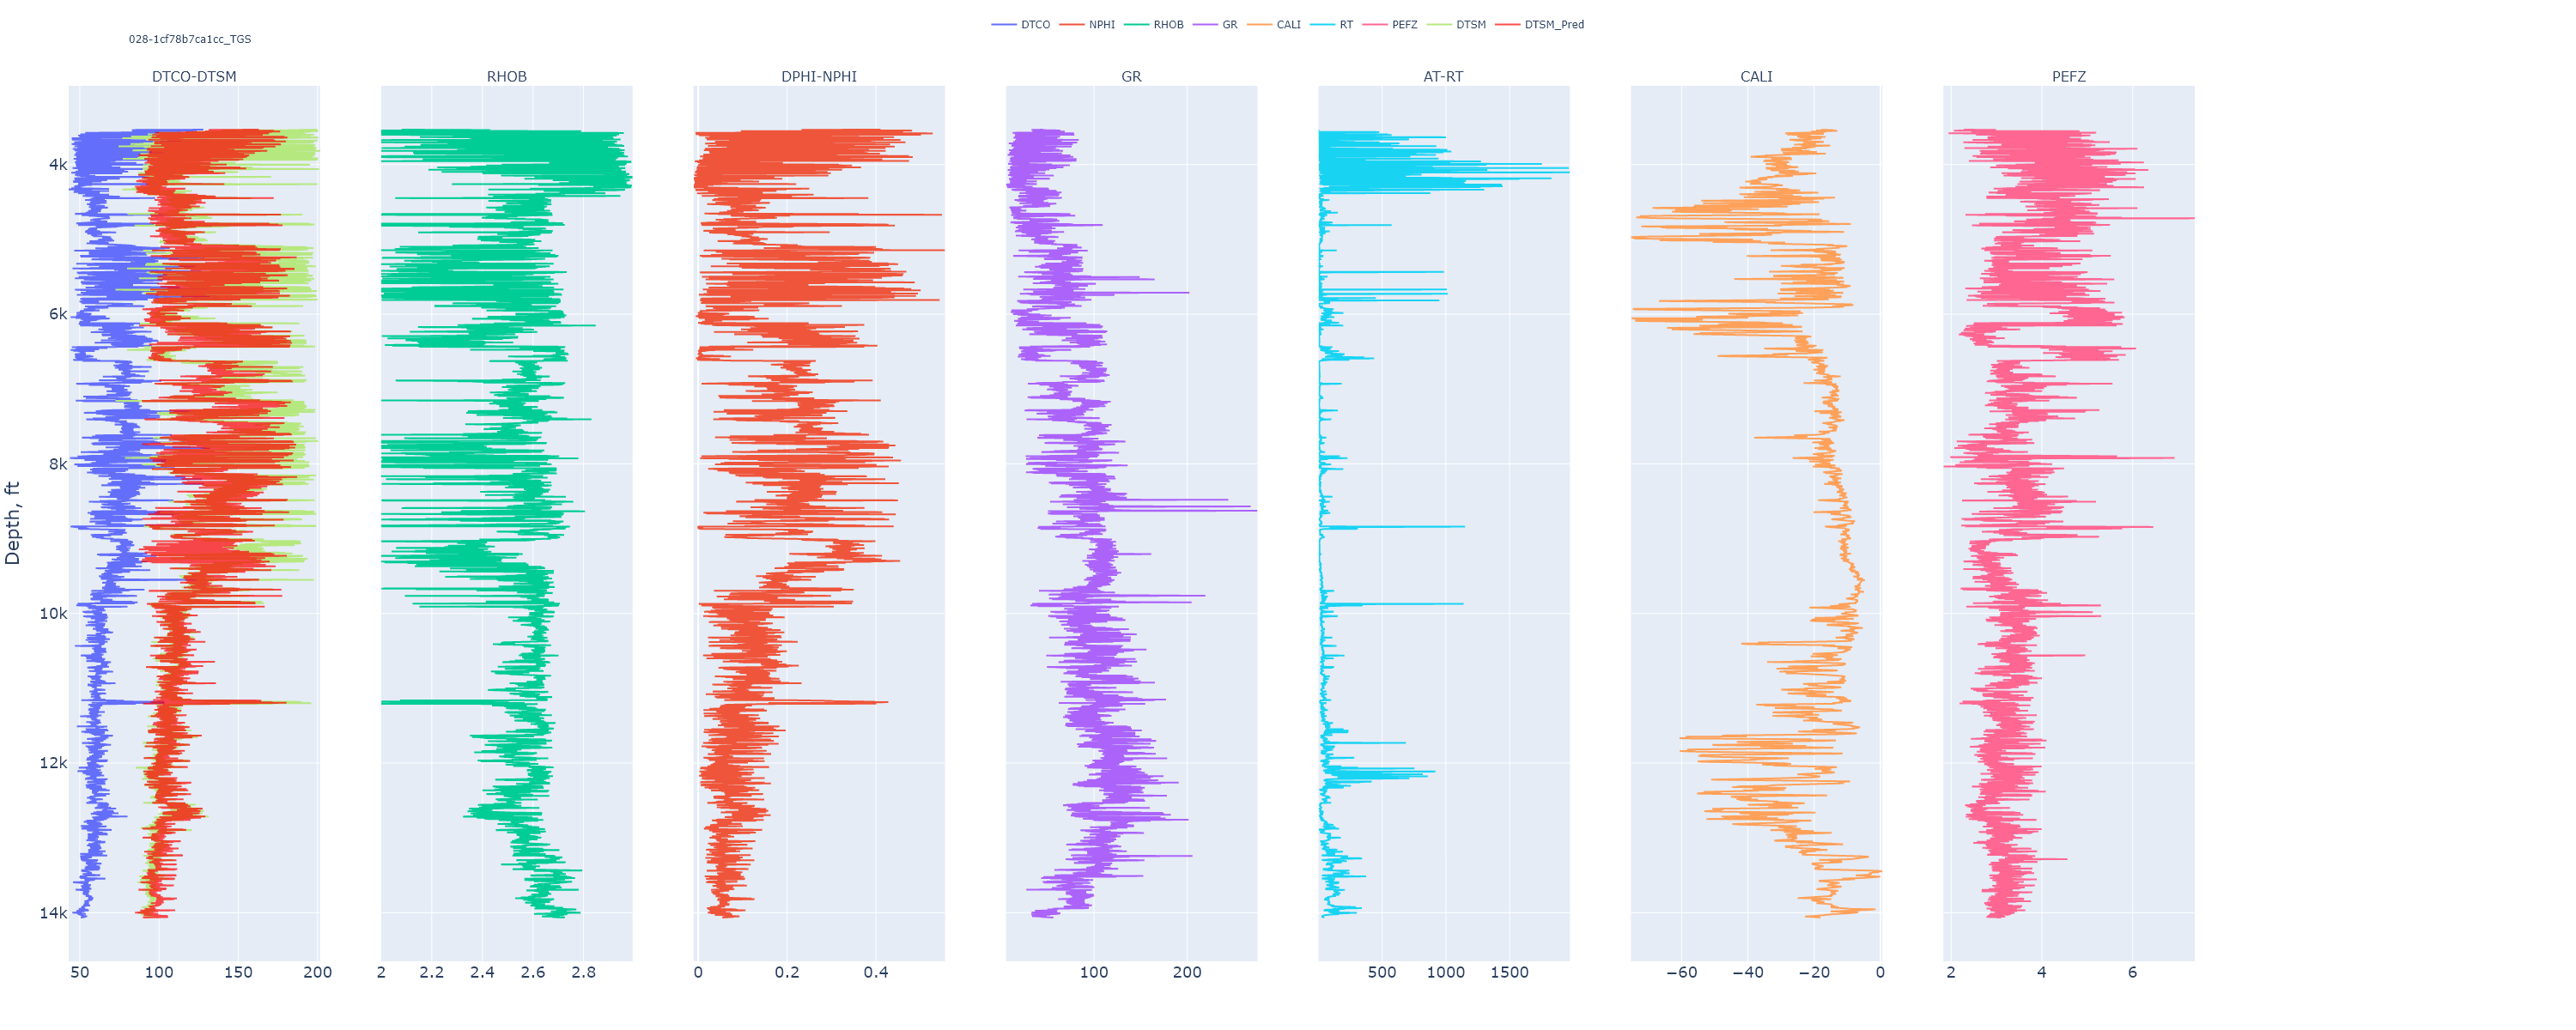 DTCO NPHI RHOB GR CALI RT PEFZ DTSM DTSM_Pred
028-1cf78b7ca1cc_TGS
DTCO-DTSM RHOB DPHI-NPHI GR AT-RT CALI PEFZ
4k
6k
8k
Depth, ft
10k
12k
14k
50 100 150 200 2 2.2 2.4 2.6 2.8 0 0.2 0.4 100 200 500 1000 1500 −60 −40 −20 0 2 4 6